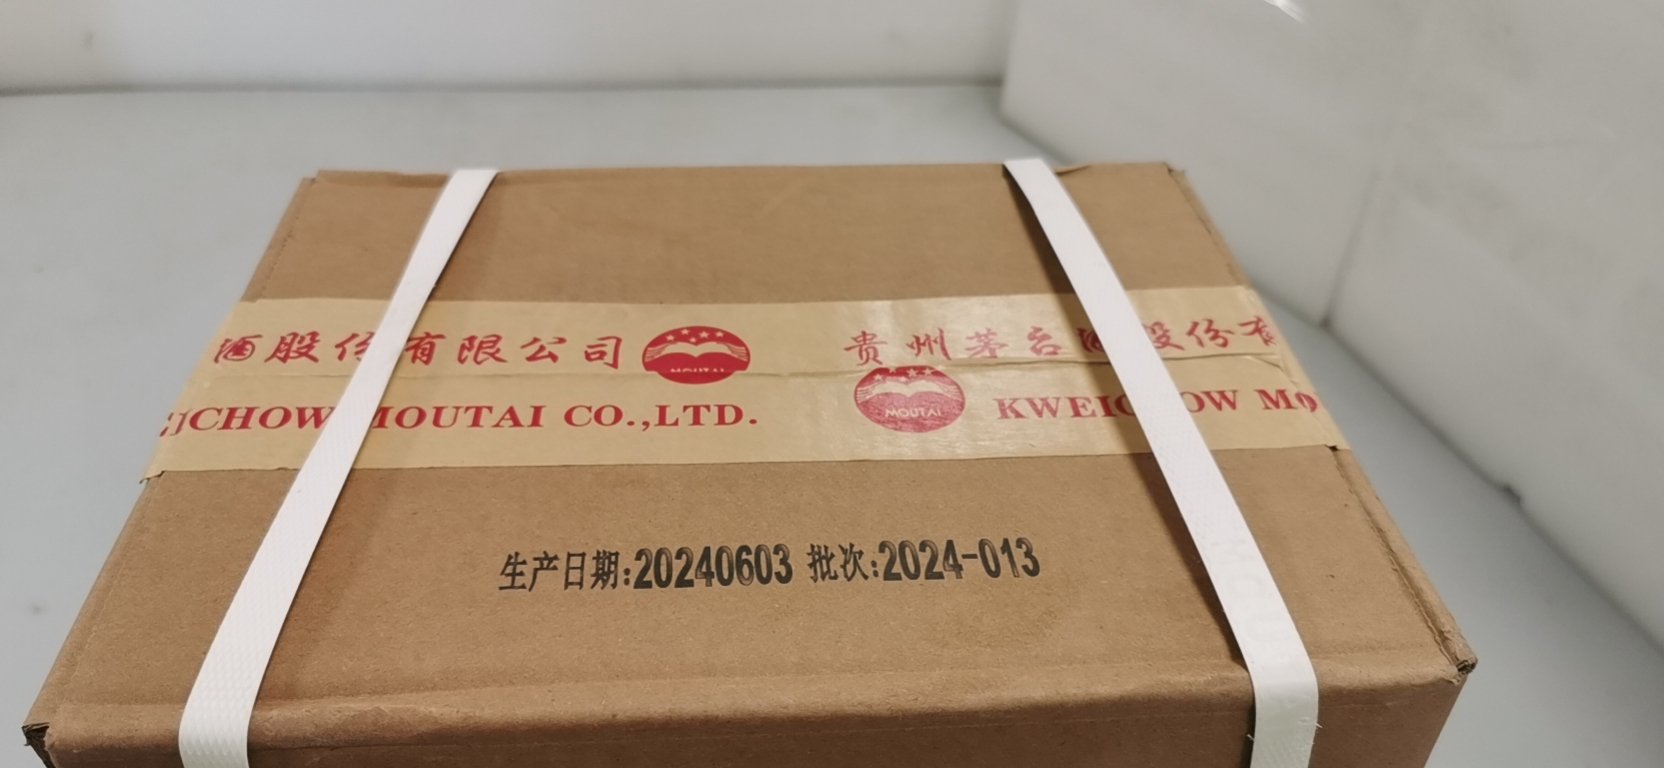 酒股份有限公司 MOUTAI 贵州茅台酒股份有
CHOW MOUTAI CO.,LTD. MOUTAI KWEICHOW MO
生产日期:20240603 批次:2024-013